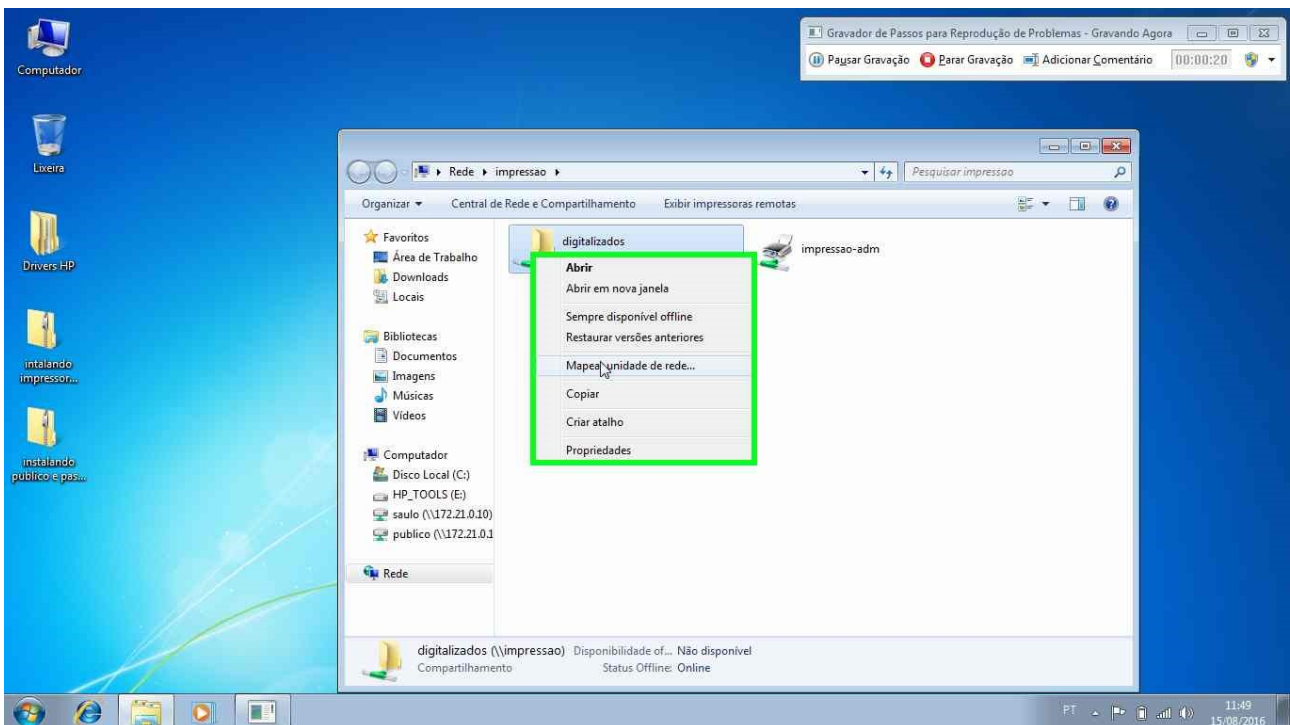 Computador
Lixeira
Drivers HP
intalando
impressor...
instalando
publico e pas...
Gravador de Passos para Reprodução de Problemas - Gravando Agora
Pausar Gravação Parar Gravação Adicionar Comentário 00:00:20
Rede impressao
Pesquisar impressao
Organizar Central de Rede e Compartilhamento Exibir impressoras remotas
Favoritos
Área de Trabalho
Downloads
Locais
Bibliotecas
Documentos
Imagens
Músicas
Vídeos
Computador
Disco Local (C:)
HP_TOOLS (E:)
saulo (\\172.21.0.10)
publico (\\172.21.0.1
Rede
digitalizados
impressao-adm
Abrir
Abrir em nova janela
Sempre disponível offline
Restaurar versões anteriores
Mapear unidade de rede...
Copiar
Criar atalho
Propriedades
digitalizados (\\impressao) Disponibilidade of... Não disponível
Compartilhamento Status Offline: Online
PT
11:49
15/08/2016